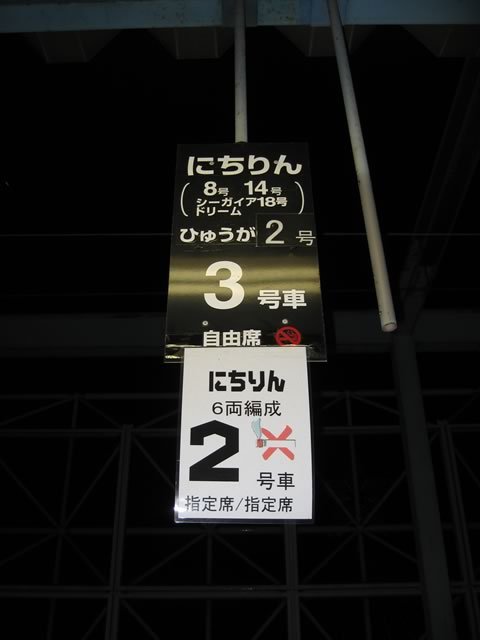 にちりん
(8号 14号
シーガイア18号
ドリーム)
ひゅうが 2号
3号車
自由席
にちりん
6両編成
2号車
指定席/指定席